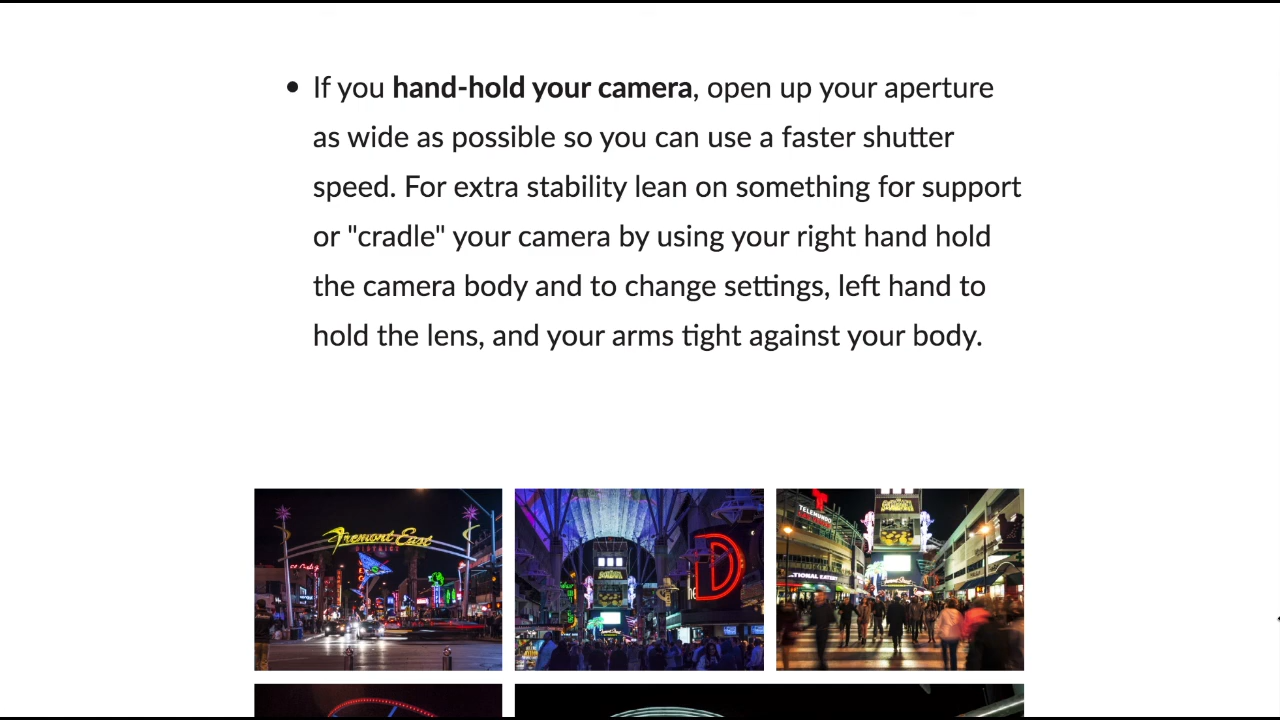 If you hand-hold your camera, open up your aperture
as wide as possible so you can use a faster shutter
speed. For extra stability lean on something for support
or "cradle" your camera by using your right hand hold
the camera body and to change settings, left hand to
hold the lens, and your arms tight against your body.
Fremont East
DISTRICT
D
TELEMUNDO